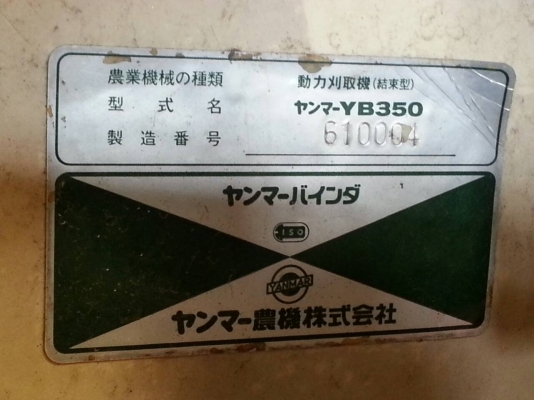 農業機械の種類 動力刈取機(結束型)
型式名 ヤンマーYB350
製造番号 610004
ヤンマーバインダ
ISO
YANMAR
ヤンマー農機株式会社